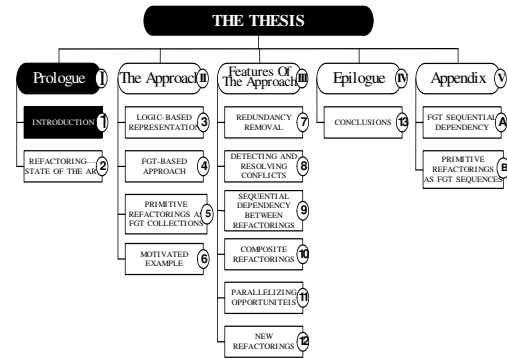 THE THESIS
Prologue I
INTRODUCTION 1
REFACTORING
STATE OF THE AR 2
The Approach II
LOGIC-BASED
REPRESENTATION 3
FGT-BASED
APPROACH 4
PRIMITIVE
REFACTORINGS AS
FGT COLLECTIONS 5
MOTIVATED
EXAMPLE 6
Features Of
The Approach III
REDUNDANCY
REMOVAL 7
DETECTING AND
RESOLVING
CONFLICTS 8
SEQUENTIAL
DEPENDENCY
BETWEEN
REFACTORINGS 9
COMPOSITE
REFACTORINGS 10
PARALLELIZING
OPPORTUNITEIS 11
NEW
REFACTORINGS 12
Epilogue IV
CONCLUSIONS 13
Appendix V
FGT SEQUENTIAL
DEPENDENCY A
PRIMITIVE
REFACTORINGS
AS FGT SEQUENCES B